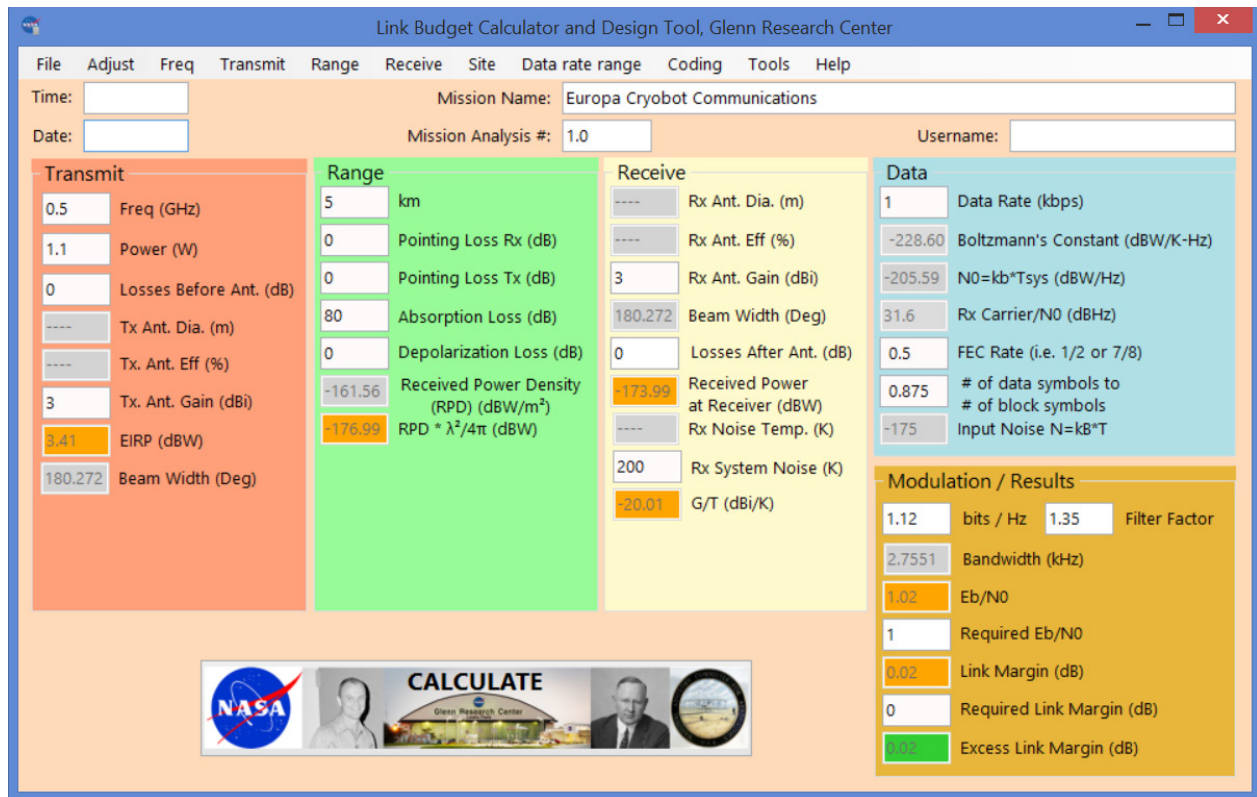 Link Budget Calculator and Design Tool, Glenn Research Center
File Adjust Freq Transmit Range Receive Site Data rate range Coding Tools Help
Time: Mission Name: Europa Cryobot Communications
Date: Mission Analysis #: 1.0 Username:
Transmit
0.5 Freq (GHz)
1.1 Power (W)
0 Losses Before Ant. (dB)
---- Tx Ant. Dia. (m)
---- Tx. Ant. Eff (%)
3 Tx. Ant. Gain (dBi)
3.41 EIRP (dBW)
180.272 Beam Width (Deg)
Range
5 km
0 Pointing Loss Rx (dB)
0 Pointing Loss Tx (dB)
80 Absorption Loss (dB)
0 Depolarization Loss (dB)
-161.56 Received Power Density
(RPD) (dBW/m²)
-176.99 RPD * λ²/4π (dBW)
Receive
---- Rx Ant. Dia. (m)
---- Rx Ant. Eff (%)
3 Rx Ant. Gain (dBi)
180.272 Beam Width (Deg)
0 Losses After Ant. (dB)
-173.99 Received Power
at Receiver (dBW)
---- Rx Noise Temp. (K)
200 Rx System Noise (K)
-20.01 G/T (dBi/K)
Data
1 Data Rate (kbps)
-228.60 Boltzmann's Constant (dBW/K-Hz)
-205.59 N0=kb*Tsys (dBW/Hz)
31.6 Rx Carrier/N0 (dBHz)
0.5 FEC Rate (i.e. 1/2 or 7/8)
0.875 # of data symbols to
# of block symbols
-175 Input Noise N=kB*T
Modulation / Results
1.12 bits / Hz 1.35 Filter Factor
2.7551 Bandwidth (kHz)
1.02 Eb/N0
1 Required Eb/N0
0.02 Link Margin (dB)
0 Required Link Margin (dB)
0.02 Excess Link Margin (dB)
NASA
CALCULATE
Glenn Research Center